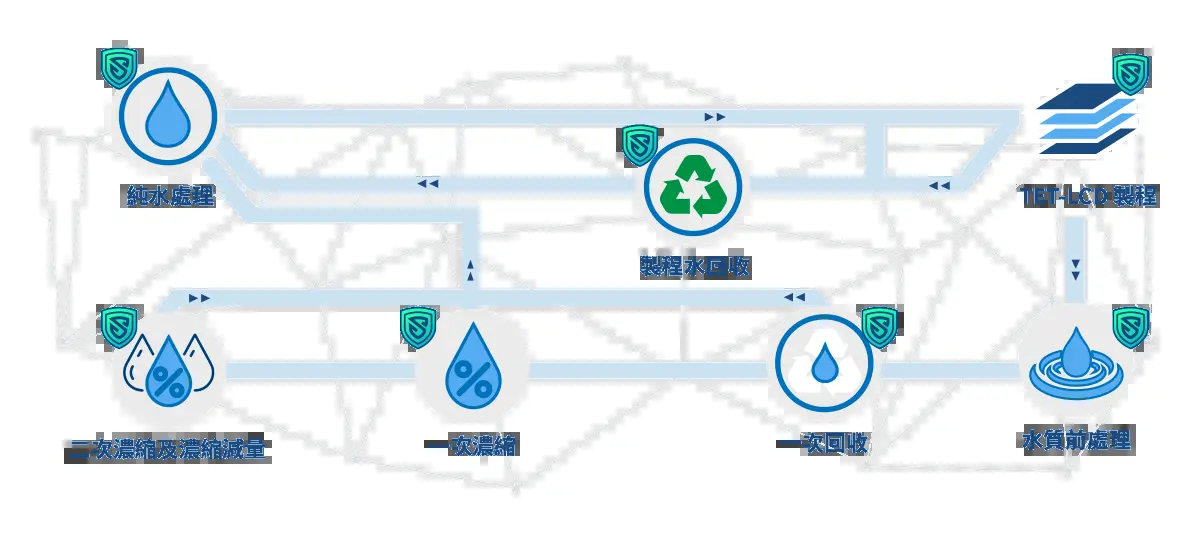 純水處理
TFT-LCD 製程
製程水回收
二次濃縮及濃縮減量
一次濃縮
一次回收
水質前處理